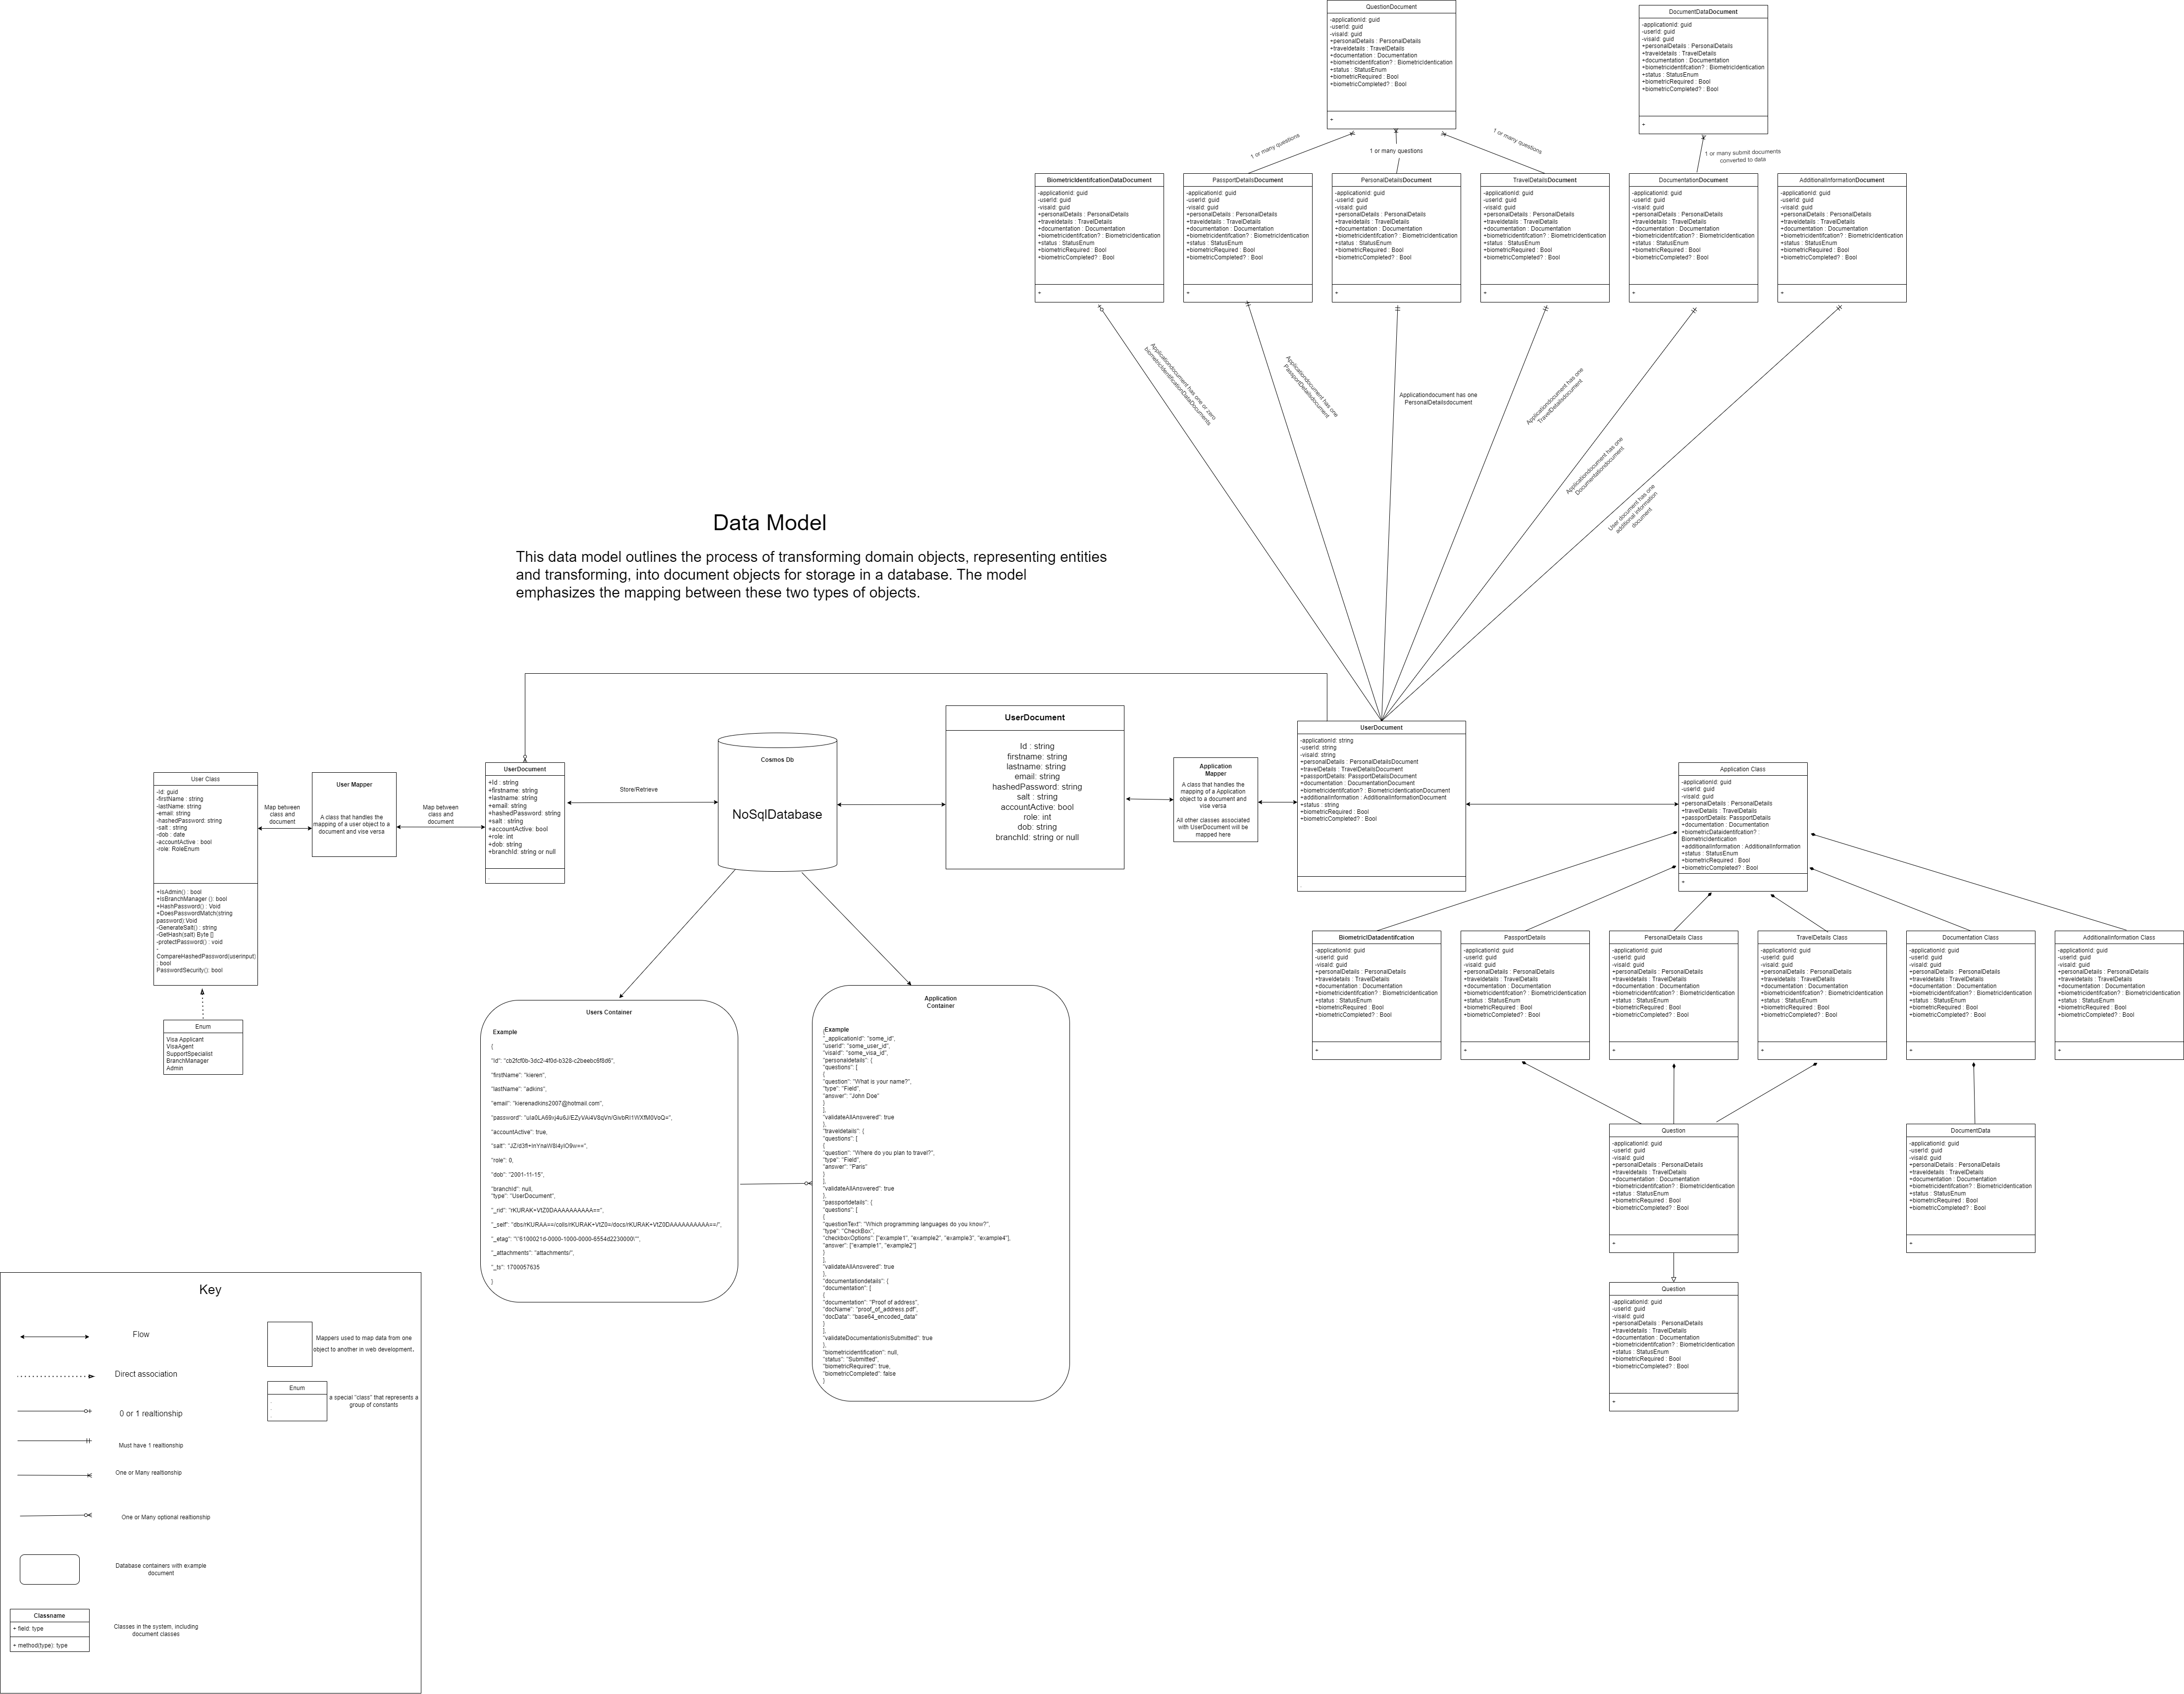 QuestionDocument
-applicationId: guid
-userId: guid
-visaId: guid
+personalDetails : PersonalDetails
+traveldetails : TravelDetails
+documentation : Documentation
+biometricidentifcation? : BiometricIdentication
+status : StatusEnum
+biometricRequired : Bool
+biometricCompleted? : Bool
+
DocumentDataDocument
-applicationId: guid
-userId: guid
-visaId: guid
+personalDetails : PersonalDetails
+traveldetails : TravelDetails
+documentation : Documentation
+biometricidentifcation? : BiometricIdentication
+status : StatusEnum
+biometricRequired : Bool
+biometricCompleted? : Bool
+
1 or many questions
1 or many questions
1 or many questions
1 or many submit documents
converted to data
BiometricIdentifcationDataDocument
-applicationId: guid
-userId: guid
-visaId: guid
+personalDetails : PersonalDetails
+traveldetails : TravelDetails
+documentation : Documentation
+biometricidentifcation? : BiometricIdentication
+status : StatusEnum
+biometricRequired : Bool
+biometricCompleted? : Bool
+
PassportDetailsDocument
-applicationId: guid
-userId: guid
-visaId: guid
+personalDetails : PersonalDetails
+traveldetails : TravelDetails
+documentation : Documentation
+biometricidentifcation? : BiometricIdentication
+status : StatusEnum
+biometricRequired : Bool
+biometricCompleted? : Bool
+
PersonalDetailsDocument
-applicationId: guid
-userId: guid
-visaId: guid
+personalDetails : PersonalDetails
+traveldetails : TravelDetails
+documentation : Documentation
+biometricidentifcation? : BiometricIdentication
+status : StatusEnum
+biometricRequired : Bool
+biometricCompleted? : Bool
+
TravelDetailsDocument
-applicationId: guid
-userId: guid
-visaId: guid
+personalDetails : PersonalDetails
+traveldetails : TravelDetails
+documentation : Documentation
+biometricidentifcation? : BiometricIdentication
+status : StatusEnum
+biometricRequired : Bool
+biometricCompleted? : Bool
+
DocumentationDocument
-applicationId: guid
-userId: guid
-visaId: guid
+personalDetails : PersonalDetails
+traveldetails : TravelDetails
+documentation : Documentation
+biometricidentifcation? : BiometricIdentication
+status : StatusEnum
+biometricRequired : Bool
+biometricCompleted? : Bool
+
AdditionalInformationDocument
-applicationId: guid
-userId: guid
-visaId: guid
+personalDetails : PersonalDetails
+traveldetails : TravelDetails
+documentation : Documentation
+biometricidentifcation? : BiometricIdentication
+status : StatusEnum
+biometricRequired : Bool
+biometricCompleted? : Bool
+
Applicationdocument has one or zero
biometricIdentificationDataDocuments
Applicationdocument has one
PassportDetailsdocument
Applicationdocument has one
PersonalDetailsdocument
Applicationdocument has one
TravelDetailsdocument
Applicationdocument has one
Documentationdocument
User document has one
additional information
document
Data Model
This data model outlines the process of transforming domain objects, representing entities
and transforming, into document objects for storage in a database. The model
emphasizes the mapping between these two types of objects.
User Class
-Id: guid
-firstName : string
-lastName: string
-email: string
-hashedPassword: string
-salt : string
-dob : date
-accountActive : bool
-role: RoleEnum
+IsAdmin() : bool
+IsBranchManager (): bool
+HashPassword() : Void
+DoesPasswordMatch(string
password):Void
-GenerateSalt() : string
-GetHash(salt) Byte []
-protectPassword() : void
-
CompareHashedPassword(userinput)
: bool
PasswordSecurity(): bool
Enum
Visa Applicant
VisaAgent
SupportSpecialist
BranchManager
Admin
Map between
class and
document
User Mapper
A class that handles the
mapping of a user object to a
document and vise versa
Map between
class and
document
UserDocument
+Id : string
+firstname: string
+lastname: string
+email: string
+hashedPassword: string
+salt : string
+accountActive: bool
+role: int
+dob: string
+branchId: string or null
Store/Retrieve
Cosmos Db
NoSqlDatabase
UserDocument
Id : string
firstname: string
lastname: string
email: string
hashedPassword: string
salt : string
accountActive: bool
role: int
dob: string
branchId: string or null
Application
Mapper
A class that handles the
mapping of a Application
object to a document and
vise versa
All other classes associated
with UserDocument will be
mapped here
UserDocument
-applicationId: string
-userId: string
-visaId: string
+personalDetails : PersonalDetailsDocument
+travelDetails : TravelDetailsDocument
+passportDetails: PassportDetailsDocument
+documentation : DocumentationDocument
+biometricidentifcation? : BiometricIdenticationDocument
+additionalInformation : AdditionalInformationDocument
+status : string
+biometricRequired : Bool
+biometricCompleted? : Bool
Application Class
-applicationId : guid
-userId : guid
-visaId : guid
+personalDetails : PersonalDetails
+travelDetails : TravelDetails
+passportDetails: PassportDetails
+documentation : Documentation
+biometricDataidentifcation? :
BiometricIdentication
+additionalInformation : AdditionalInformation
+status : StatusEnum
+biometricRequired : Bool
+biometricCompleted? : Bool
+
BiometriclDatadentifcation
-applicationId: guid
-userId: guid
-visaId: guid
+personalDetails : PersonalDetails
+traveldetails : TravelDetails
+documentation : Documentation
+biometricidentifcation? : BiometricIdentication
+status : StatusEnum
+biometricRequired : Bool
+biometricCompleted? : Bool
+
PassportDetails
-applicationId: guid
-userId: guid
-visaId: guid
+personalDetails : PersonalDetails
+traveldetails : TravelDetails
+documentation : Documentation
+biometricidentifcation? : BiometricIdentication
+status : StatusEnum
+biometricRequired : Bool
+biometricCompleted? : Bool
+
PersonalDetails Class
-applicationId: guid
-userId: guid
-visaId: guid
+personalDetails : PersonalDetails
+traveldetails : TravelDetails
+documentation : Documentation
+biometricidentifcation? : BiometricIdentication
+status : StatusEnum
+biometricRequired : Bool
+biometricCompleted? : Bool
+
TravelDetails Class
-applicationId: guid
-userId: guid
-visaId: guid
+personalDetails : PersonalDetails
+traveldetails : TravelDetails
+documentation : Documentation
+biometricidentifcation? : BiometricIdentication
+status : StatusEnum
+biometricRequired : Bool
+biometricCompleted? : Bool
+
Documentation Class
-applicationId: guid
-userId: guid
-visaId: guid
+personalDetails : PersonalDetails
+traveldetails : TravelDetails
+documentation : Documentation
+biometricidentifcation? : BiometricIdentication
+status : StatusEnum
+biometricRequired : Bool
+biometricCompleted? : Bool
+
AdditionalInformation Class
-applicationId: guid
-userId: guid
-visaId: guid
+personalDetails : PersonalDetails
+traveldetails : TravelDetails
+documentation : Documentation
+biometricidentifcation? : BiometricIdentication
+status : StatusEnum
+biometricRequired : Bool
+biometricCompleted? : Bool
+
Question
-applicationId: guid
-userId: guid
-visaId: guid
+personalDetails : PersonalDetails
+traveldetails : TravelDetails
+documentation : Documentation
+biometricidentifcation? : BiometricIdentication
+status : StatusEnum
+biometricRequired : Bool
+biometricCompleted? : Bool
+
DocumentData
-applicationId: guid
-userId: guid
-visaId: guid
+personalDetails : PersonalDetails
+traveldetails : TravelDetails
+documentation : Documentation
+biometricidentifcation? : BiometricIdentication
+status : StatusEnum
+biometricRequired : Bool
+biometricCompleted? : Bool
+
Question
-applicationId: guid
-userId: guid
-visaId: guid
+personalDetails : PersonalDetails
+traveldetails : TravelDetails
+documentation : Documentation
+biometricidentifcation? : BiometricIdentication
+status : StatusEnum
+biometricRequired : Bool
+biometricCompleted? : Bool
+
Users Container
Example
{
"id": "cb2fcf0b-3dc2-4f0d-b328-c2beebc6f8d6",
"firstName": "kieren",
"lastName": "adkins",
"email": "kierenadkins2007@hotmail.com",
"accountActive": true,
"role": 0,
"dob": "2001-11-15",
"branchId": null,
"type": "UserDocument",
"_rid": "rKURAK+VtZ0DAAAAAAAAAA==",
"_self": "dbs/rKURAA==/colls/rKURAK+VtZ0=/docs/rKURAK+VtZ0DAAAAAAAAAA==/",
"_etag": "\"6100021d-0000-1000-0000-6554d2230000\"",
"_attachments": "attachments/",
"_ts": 1700057635
}
Application
Container
Example
{
"_applicationId": "some_id",
"userId": "some_user_id",
"visaId": "some_visa_id",
"personaldetails": {
"questions": [
{
"question": "What is your name?",
"type": "Field",
"answer": "John Doe"
}
],
"validateAllAnswered": true
},
"traveldetails": {
"questions": [
{
"question": "Where do you plan to travel?",
"type": "Field",
"answer": "Paris"
}
],
"validateAllAnswered": true
},
"passportdetails": {
"questions": [
{
"questionText": "Which programming languages do you know?",
"type": "CheckBox",
"checkboxOptions": ["example1", "example2", "example3", "example4"],
"answer": ["example1", "example2"]
}
],
"validateAllAnswered": true
},
"documentationdetails": {
"documentation": [
{
"documentation": "Proof of address",
"docName": "proof_of_address.pdf",
"docData": "base64_encoded_data"
}
],
"validateDocumentationIsSubmitted": true
},
"biometricidentification": null,
"status": "Submitted",
"biometricRequired": true,
"biometricCompleted": false
}
Key
Flow
Direct association
0 or 1 realtionship
Must have 1 realtionship
One or Many realtionship
One or Many optional realtionship
Database containers with example
document
Classname
+ field: type
+ method(type): type
Classes in the system, including
document classes
Mappers used to map data from one
object to another in web development.
Enum
a special "class" that represents a
group of constants